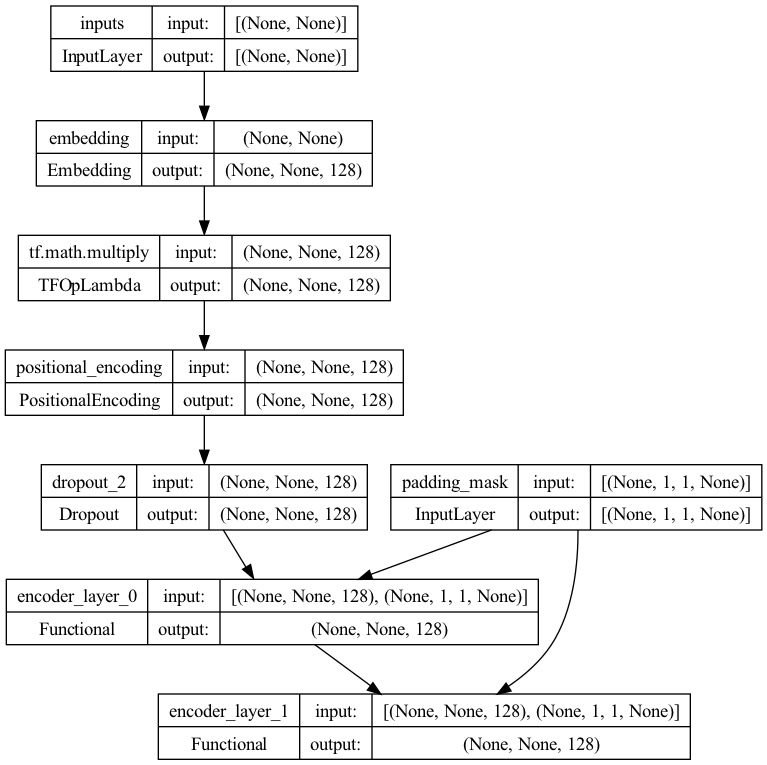 inputs input: [(None, None)]
InputLayer output: [(None, None)]
embedding input: (None, None)
Embedding output: (None, None, 128)
tf.math.multiply input: (None, None, 128)
TFOpLambda output: (None, None, 128)
positional_encoding input: (None, None, 128)
PositionalEncoding output: (None, None, 128)
dropout_2 input: (None, None, 128)
Dropout output: (None, None, 128)
padding_mask input: [(None, 1, 1, None)]
InputLayer output: [(None, 1, 1, None)]
encoder_layer_0 input: [(None, None, 128), (None, 1, 1, None)]
Functional output: (None, None, 128)
encoder_layer_1 input: [(None, None, 128), (None, 1, 1, None)]
Functional output: (None, None, 128)